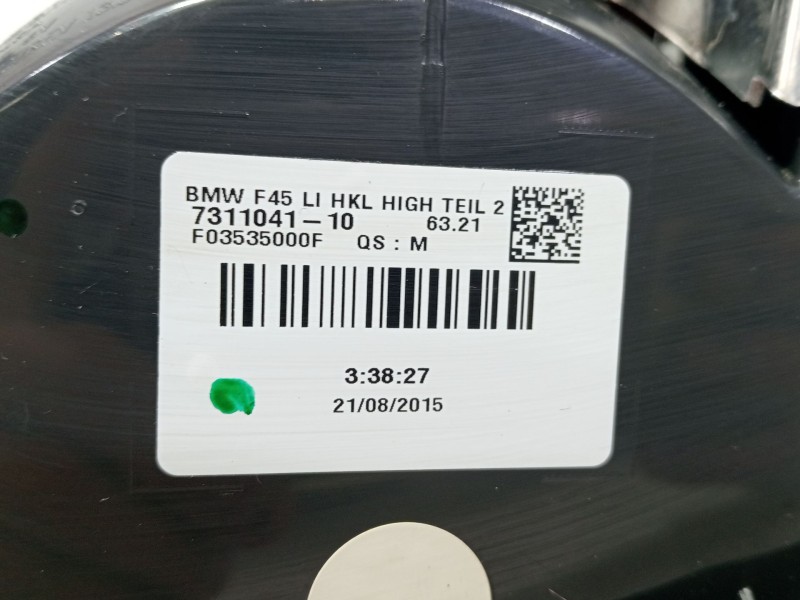 BMW F45 LI HKL HIGH TEIL 2
7311041-10 63.21
F03535000F QS : M
3:38:27
21/08/2015